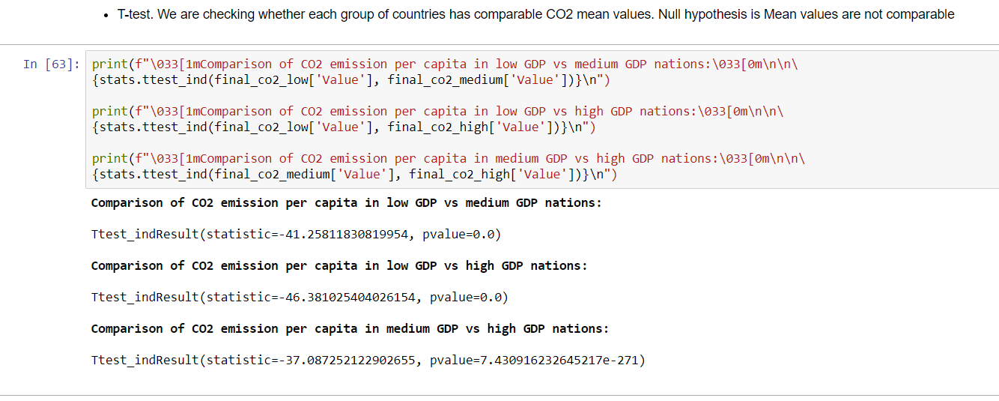 • T-test. We are checking whether each group of countries has comparable CO2 mean values. Null hypothesis is Mean values are not comparable
In [63]: print(f"\033[1mComparison of CO2 emission per capita in low GDP vs medium GDP nations:\033[0m\n\n\
{stats.ttest_ind(final_co2_low['Value'], final_co2_medium['Value'])}\n")
print(f"\033[1mComparison of CO2 emission per capita in low GDP vs high GDP nations:\033[0m\n\n\
{stats.ttest_ind(final_co2_low['Value'], final_co2_high['Value'])}\n")
print(f"\033[1mComparison of CO2 emission per capita in medium GDP vs high GDP nations:\033[0m\n\n\
{stats.ttest_ind(final_co2_medium['Value'], final_co2_high['Value'])}\n")
Comparison of CO2 emission per capita in low GDP vs medium GDP nations:
Ttest_indResult(statistic=-41.25811830819954, pvalue=0.0)
Comparison of CO2 emission per capita in low GDP vs high GDP nations:
Ttest_indResult(statistic=-46.381025404026154, pvalue=0.0)
Comparison of CO2 emission per capita in medium GDP vs high GDP nations:
Ttest_indResult(statistic=-37.087252122902655, pvalue=7.430916232645217e-271)